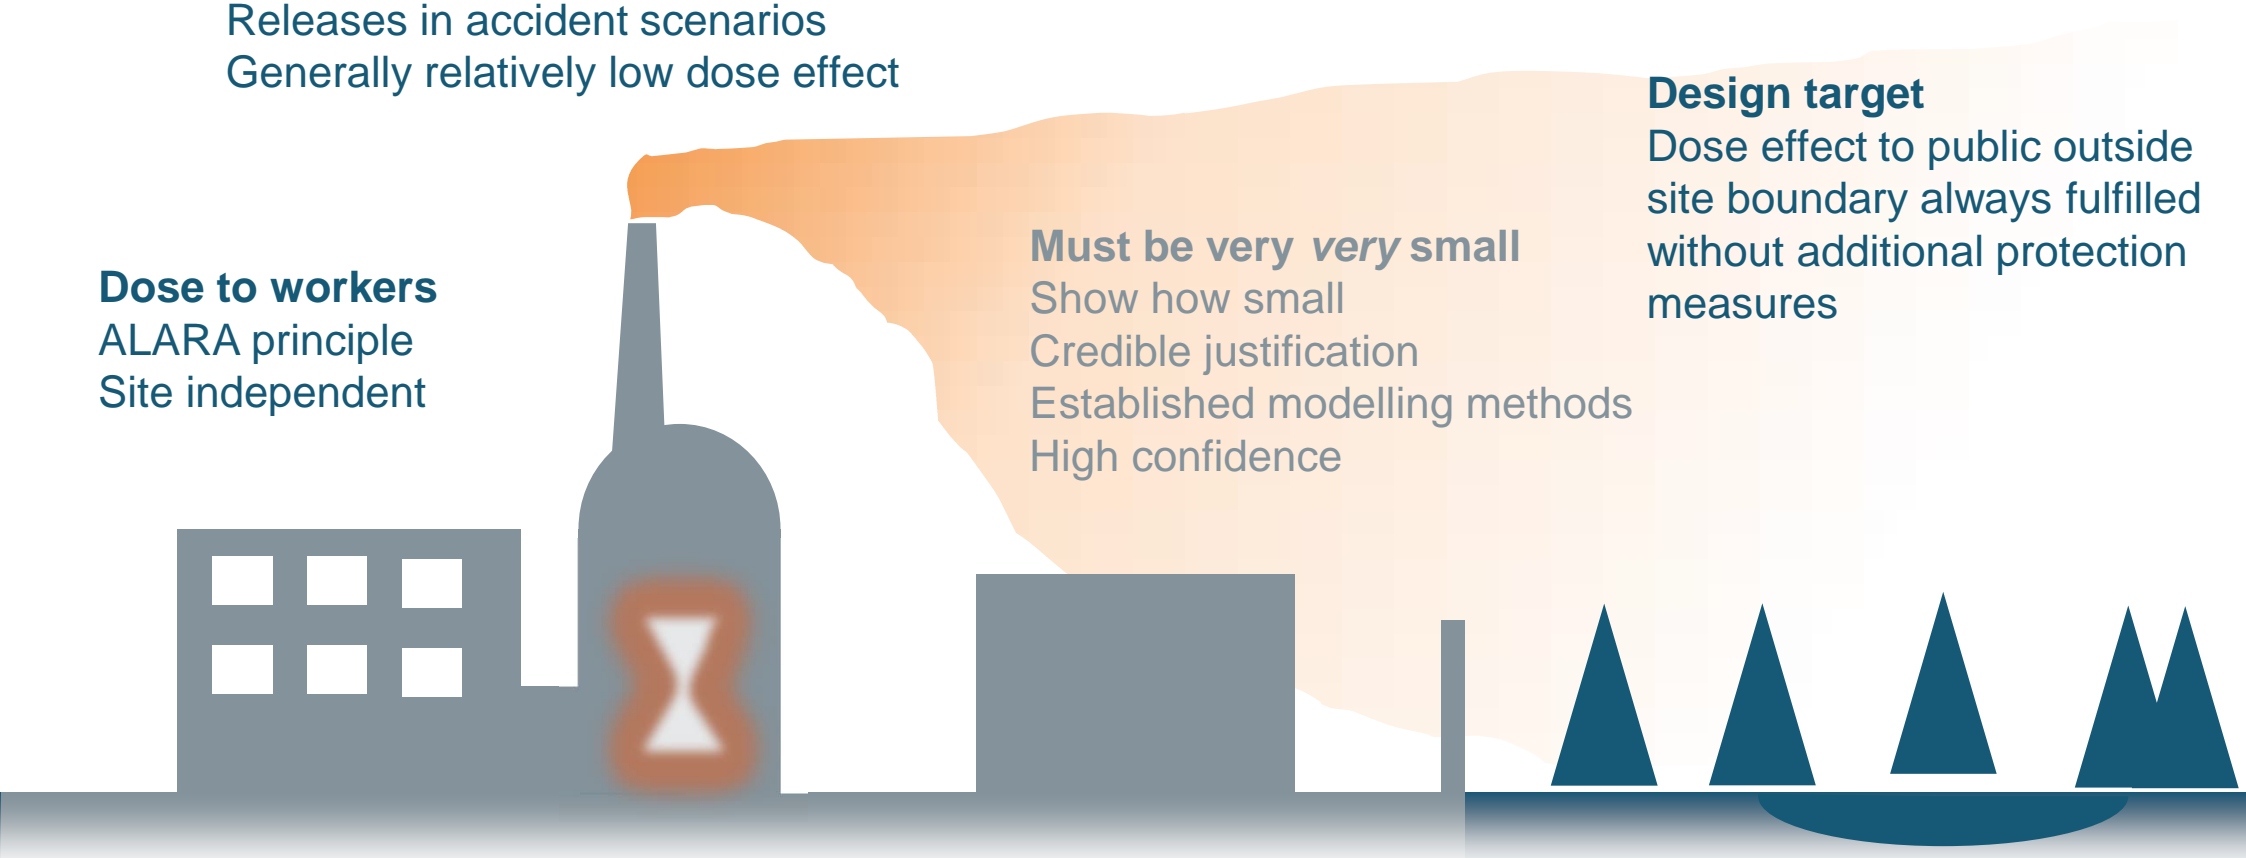 Releases in accident scenarios
Generally relatively low dose effect
Design target
Dose effect to public outside
site boundary always fulfilled
without additional protection
measures
Must be very very small
Show how small
Credible justification
Established modelling methods
High confidence
Dose to workers
ALARA principle
Site independent